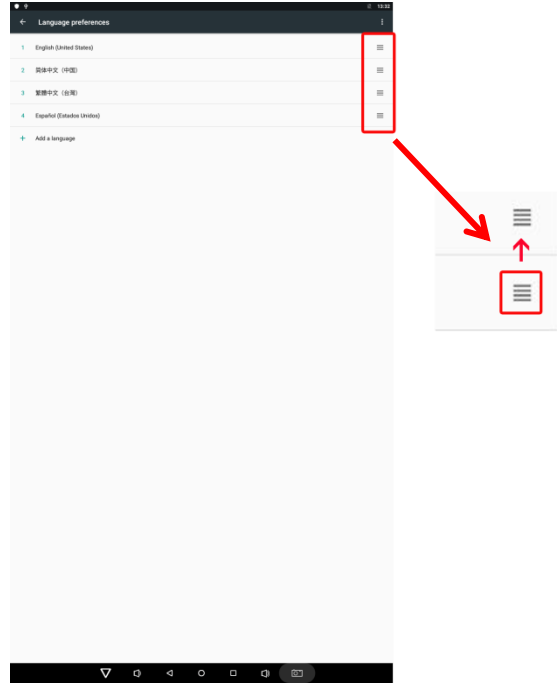 13:32
Language preferences
1 English (United States)
2 简体中文 (中国)
3 繁體中文 (台灣)
4 Español (Estados Unidos)
+ Add a language